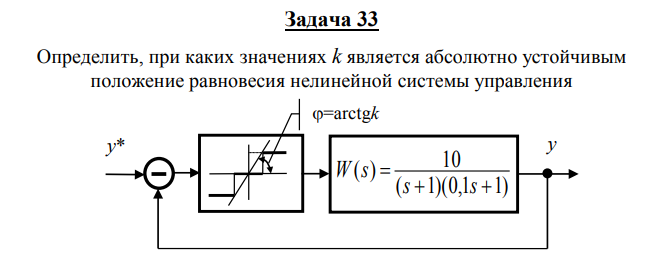 Задача 33
Определить, при каких значениях k является абсолютно устойчивым
положение равновесия нелинейной системы управления
φ=arctgk
y*
W(s) = 10 / (s+1)(0,1s+1)
y